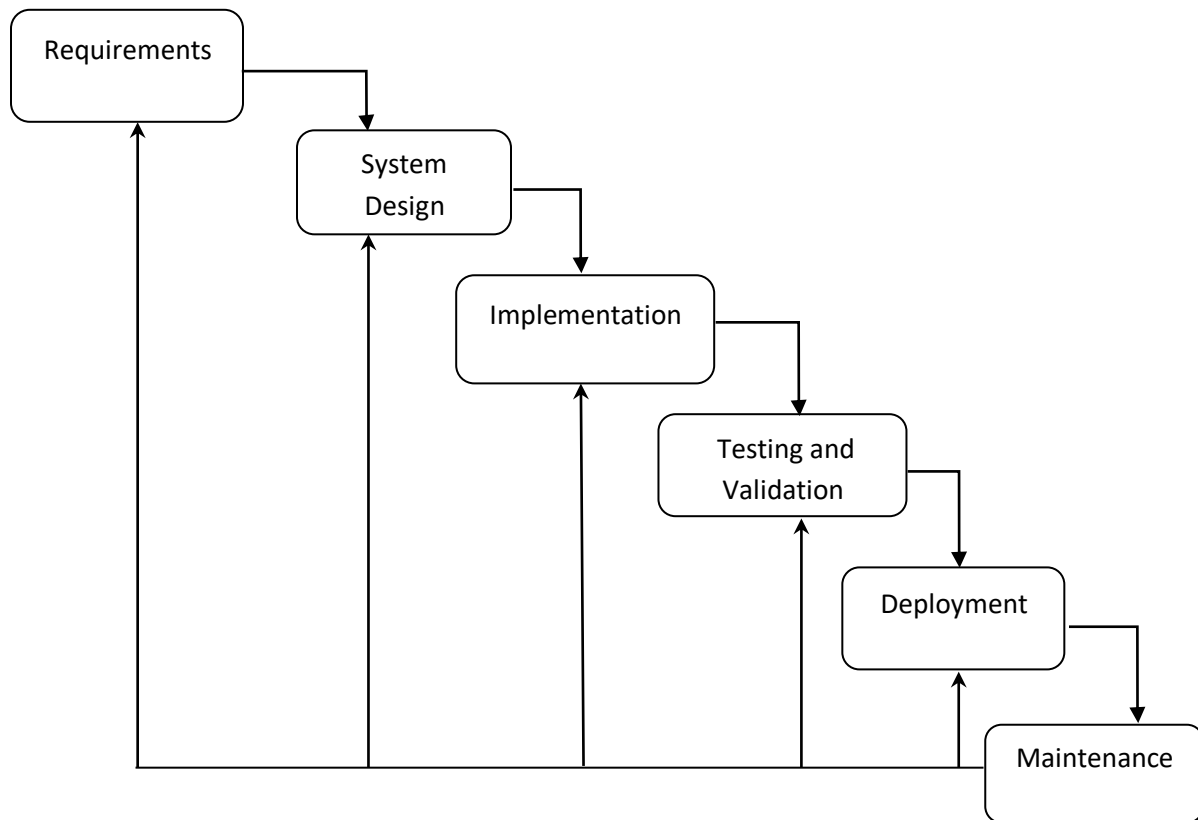 Requirements
System
Design
Implementation
Testing and
Validation
Deployment
Maintenance